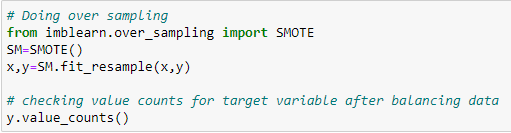 # Doing over sampling
from imblearn.over_sampling import SMOTE
SM=SMOTE()
x,y=SM.fit_resample(x,y)
# checking value counts for target variable after balancing data
y.value_counts()